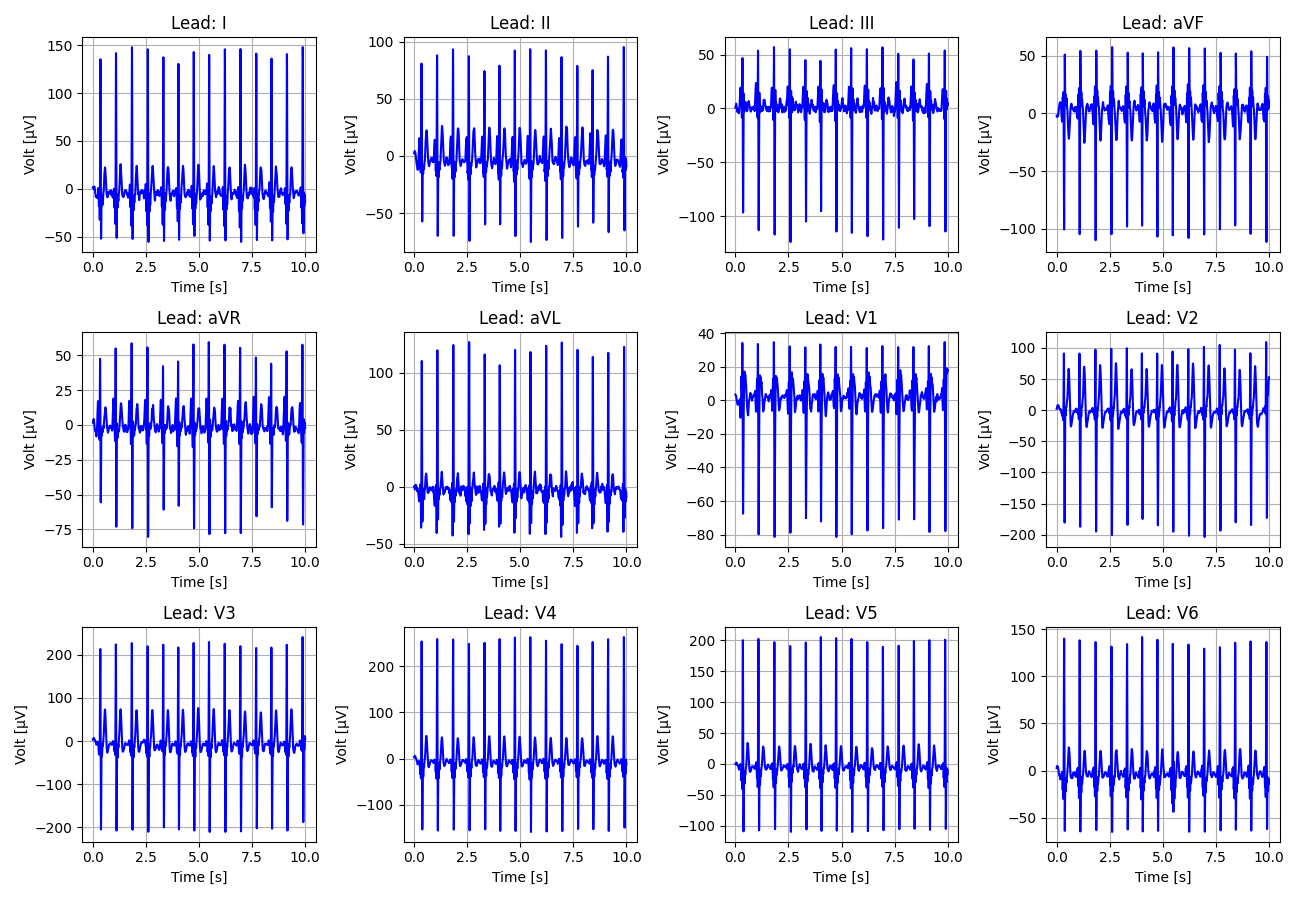 Lead: I
Volt [µV]
150
100
50
0
−50
0.0 2.5 5.0 7.5 10.0
Time [s]
Lead: II
Volt [µV]
100
50
0
−50
0.0 2.5 5.0 7.5 10.0
Time [s]
Lead: III
Volt [µV]
50
0
−50
−100
0.0 2.5 5.0 7.5 10.0
Time [s]
Lead: aVF
Volt [µV]
50
0
−50
−100
0.0 2.5 5.0 7.5 10.0
Time [s]
Lead: aVR
Volt [µV]
50
25
0
−25
−50
−75
0.0 2.5 5.0 7.5 10.0
Time [s]
Lead: aVL
Volt [µV]
100
50
0
−50
0.0 2.5 5.0 7.5 10.0
Time [s]
Lead: V1
Volt [µV]
40
20
0
−20
−40
−60
−80
0.0 2.5 5.0 7.5 10.0
Time [s]
Lead: V2
Volt [µV]
100
50
0
−50
−100
−150
−200
0.0 2.5 5.0 7.5 10.0
Time [s]
Lead: V3
Volt [µV]
200
100
0
−100
−200
0.0 2.5 5.0 7.5 10.0
Time [s]
Lead: V4
Volt [µV]
200
100
0
−100
0.0 2.5 5.0 7.5 10.0
Time [s]
Lead: V5
Volt [µV]
200
150
100
50
0
−50
−100
0.0 2.5 5.0 7.5 10.0
Time [s]
Lead: V6
Volt [µV]
150
100
50
0
−50
0.0 2.5 5.0 7.5 10.0
Time [s]